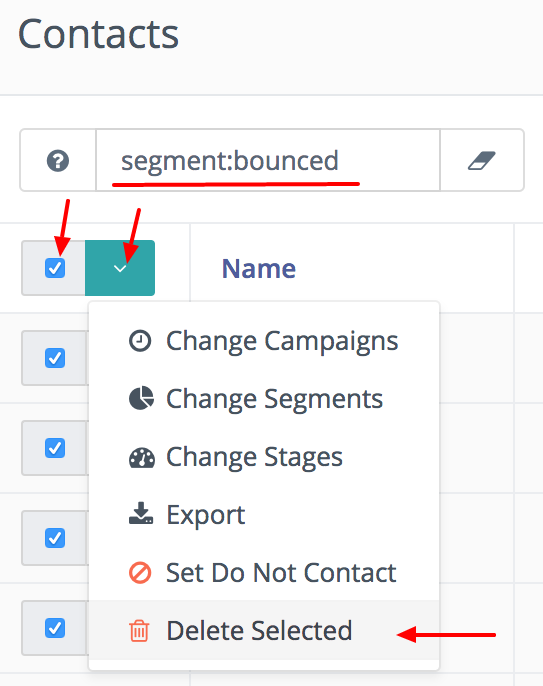 Contacts
segment:bounced
Name
Change Campaigns
Change Segments
Change Stages
Export
Set Do Not Contact
Delete Selected